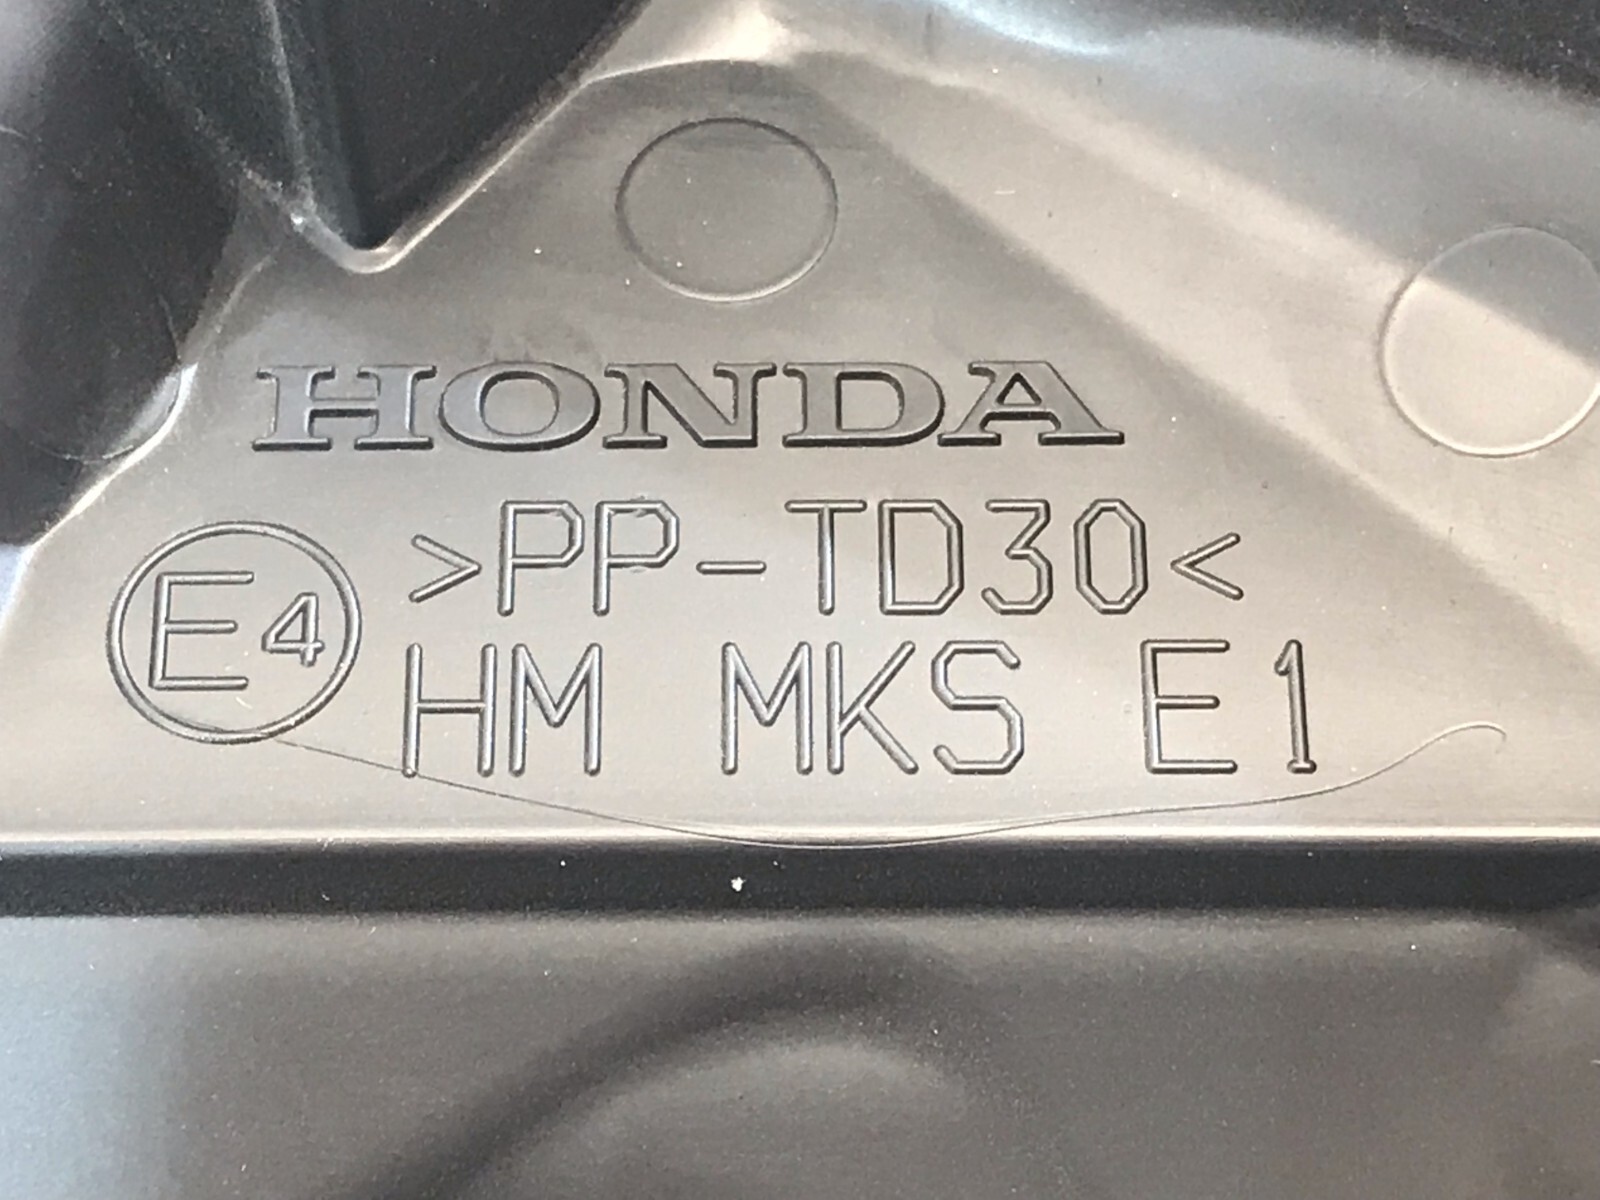 HONDA
>PP-TD30<
E4
HM MKS E1